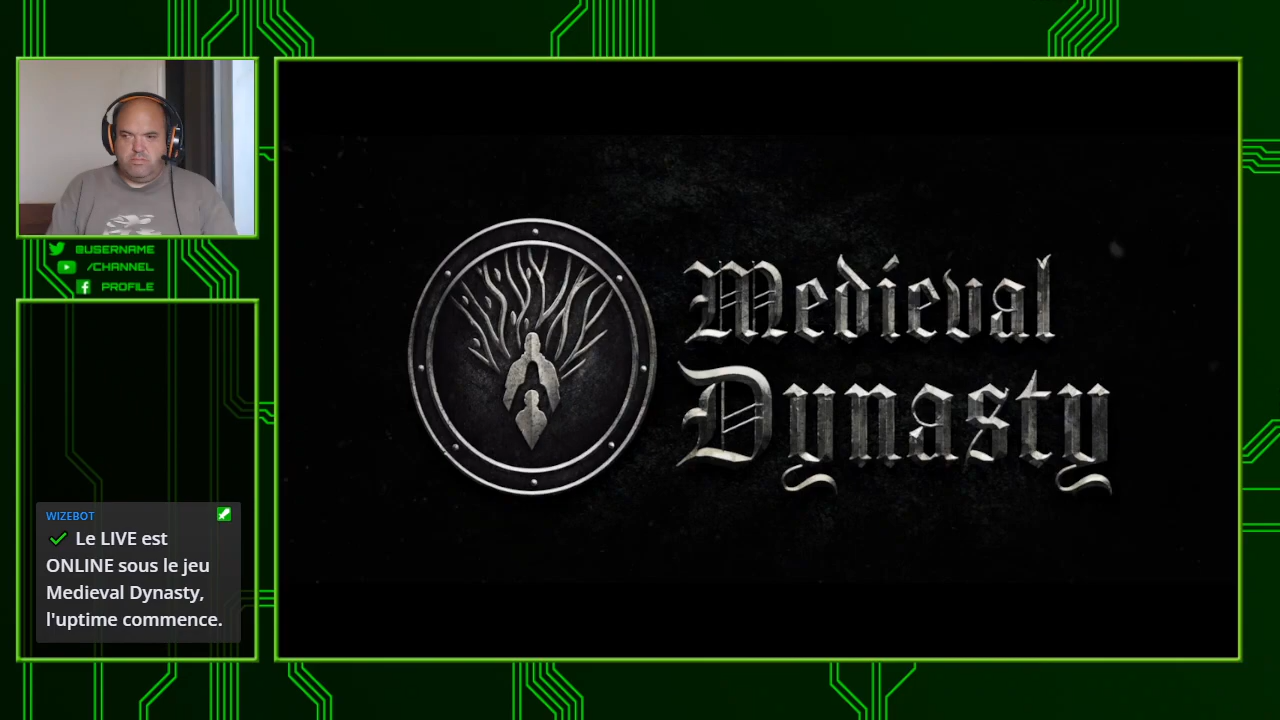 @USERNAME
/CHANNEL
PROFILE
WIZEBOT
Le LIVE est
ONLINE sous le jeu
Medieval Dynasty,
l'uptime commence.
Medieval
Dynasty